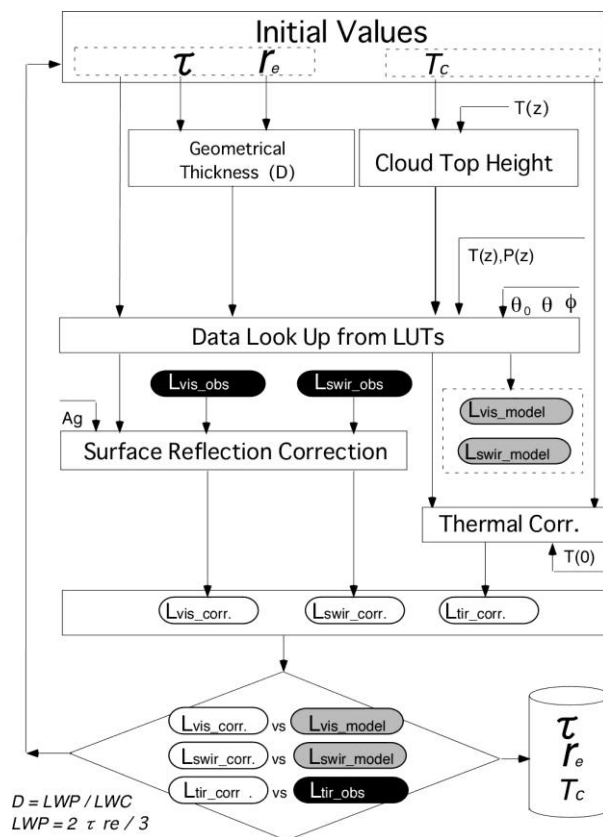 Initial Values
τ re Tc
T(z)
Geometrical
Thickness (D)
Cloud Top Height
T(z),P(z)
θ0 θ ϕ
Data Look Up from LUTs
Lvis_obs Lswir_obs
Lvis_model
Ag
Lswir_model
Surface Reflection Correction
Thermal Corr.
T(0)
Lvis_corr. Lswir_corr. Ltir_corr.
Lvis_corr. vs Lvis_model
Lswir_corr. vs Lswir_model
Ltir_corr . vs Ltir_obs
τ
re
Tc
D = LWP / LWC
LWP = 2 τ re / 3